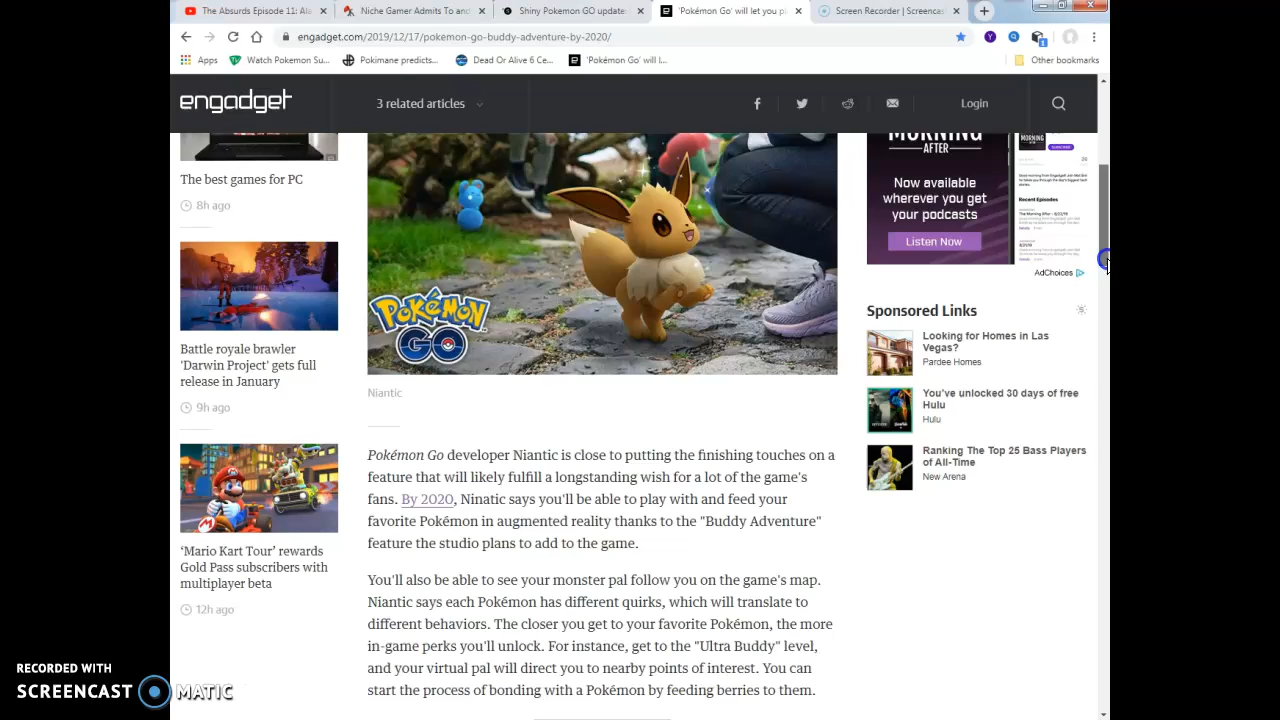 The Absurds Episode 11: Ala
Niche Gamer Admits To and
Shiny Pokemon GO updates
'Pokémon Go' will let you pl
Screen Recorder | Screencas
engadget.com/2019/12/17/pokemon-go-buddy-adventure-by-2020/
Apps
Watch Pokemon Su...
Pokimane predicts...
Dead Or Alive 6 Ce...
'Pokémon Go' will l...
Other bookmarks
engadget
3 related articles
Login
The best games for PC
8h ago
Battle royale brawler
'Darwin Project' gets full
release in January
9h ago
'Mario Kart Tour' rewards
Gold Pass subscribers with
multiplayer beta
12h ago
POKÉMON
GO
Niantic
Pokémon Go developer Niantic is close to putting the finishing touches on a
feature that will likely fulfill a longstanding wish for a lot of the game's
fans. By 2020, Ninatic says you'll be able to play with and feed your
favorite Pokémon in augmented reality thanks to the "Buddy Adventure"
feature the studio plans to add to the game.
You'll also be able to see your monster pal follow you on the game's map.
Niantic says each Pokémon has different quirks, which will translate to
different behaviors. The closer you get to your favorite Pokémon, the more
in-game perks you'll unlock. For instance, get to the "Ultra Buddy" level,
and your virtual pal will direct you to nearby points of interest. You can
start the process of bonding with a Pokémon by feeding berries to them.
MORNING
AFTER
Now available
wherever you get
your podcasts
Listen Now
Recent Episodes
AdChoices
Sponsored Links
Looking for Homes in Las
Vegas?
Pardee Homes
You've unlocked 30 days of free
Hulu
Hulu
Ranking The Top 25 Bass Players
of All-Time
New Arena
RECORDED WITH
SCREENCAST MATIC